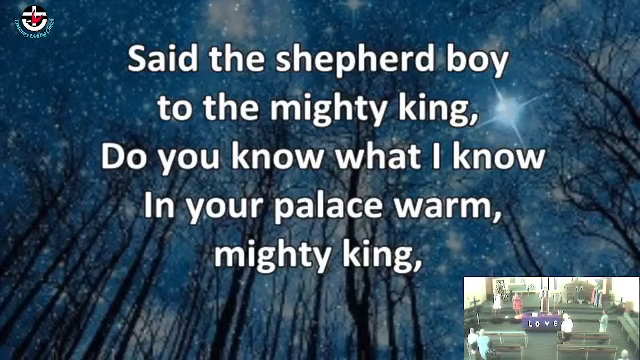 Said the shepherd boy
to the mighty king,
Do you know what I know
In your palace warm,
mighty king,
LOVE